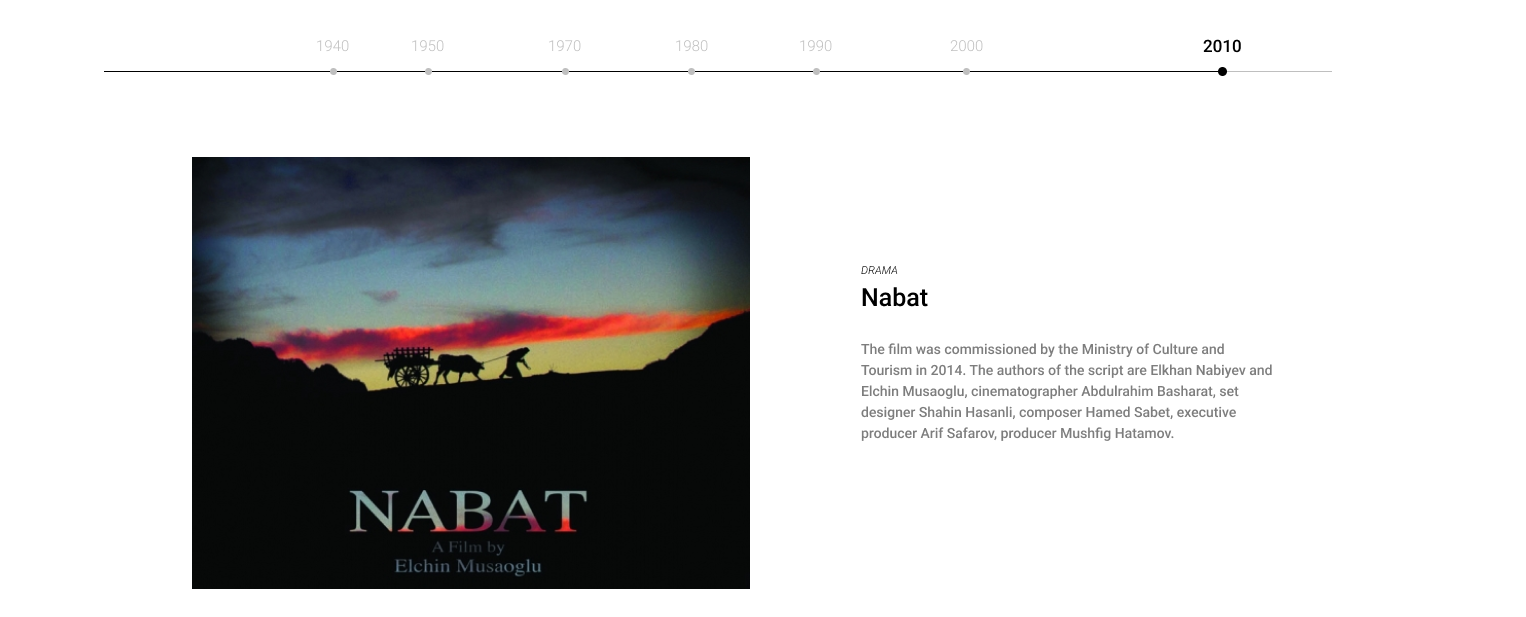 1940 1950 1970 1980 1990 2000 2010
NABAT
A Film by
Elchin Musaoglu
DRAMA
Nabat
The film was commissioned by the Ministry of Culture and
Tourism in 2014. The authors of the script are Elkhan Nabiyev and
Elchin Musaoglu, cinematographer Abdulrahim Basharat, set
designer Shahin Hasanli, composer Hamed Sabet, executive
producer Arif Safarov, producer Mushfig Hatamov.